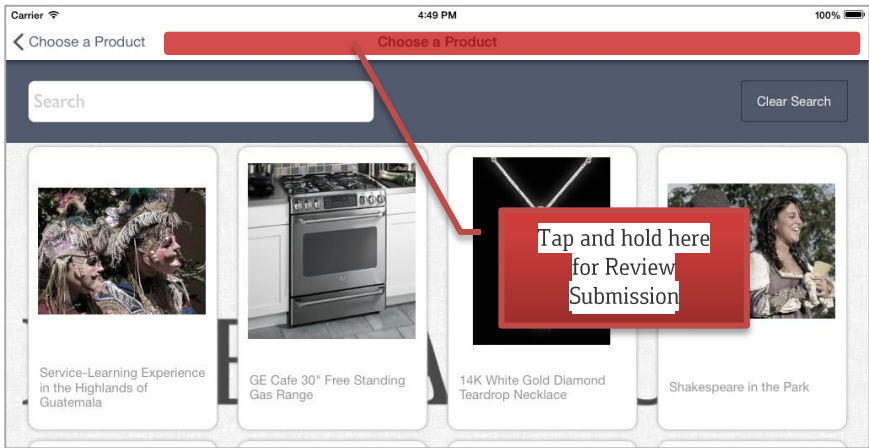 Carrier 4:49 PM 100%
Choose a Product Choose a Product
Search Clear Search
Tap and hold here
for Review
Submission
Service-Learning Experience
in the Highlands of
Guatemala
GE Cafe 30" Free Standing
Gas Range
14K White Gold Diamond
Teardrop Necklace
Shakespeare in the Park